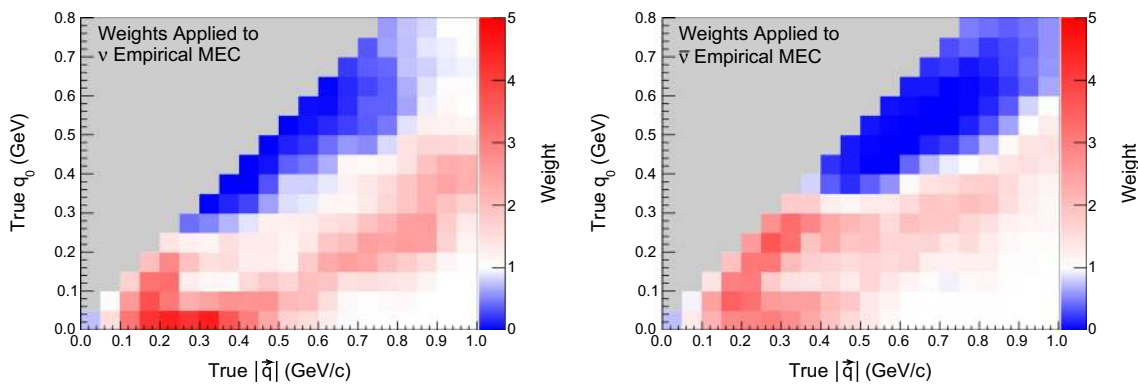 Weights Applied to
ν Empirical MEC
True q₀ (GeV)
0.8
0.7
0.6
0.5
0.4
0.3
0.2
0.1
0.0
0.0 0.1 0.2 0.3 0.4 0.5 0.6 0.7 0.8 0.9 1.0
True |q⃗| (GeV/c)
5
4
3
2
1
0
Weight
Weights Applied to
ν̅ Empirical MEC
True q₀ (GeV)
0.8
0.7
0.6
0.5
0.4
0.3
0.2
0.1
0.0
0.0 0.1 0.2 0.3 0.4 0.5 0.6 0.7 0.8 0.9 1.0
True |q⃗| (GeV/c)
5
4
3
2
1
0
Weight